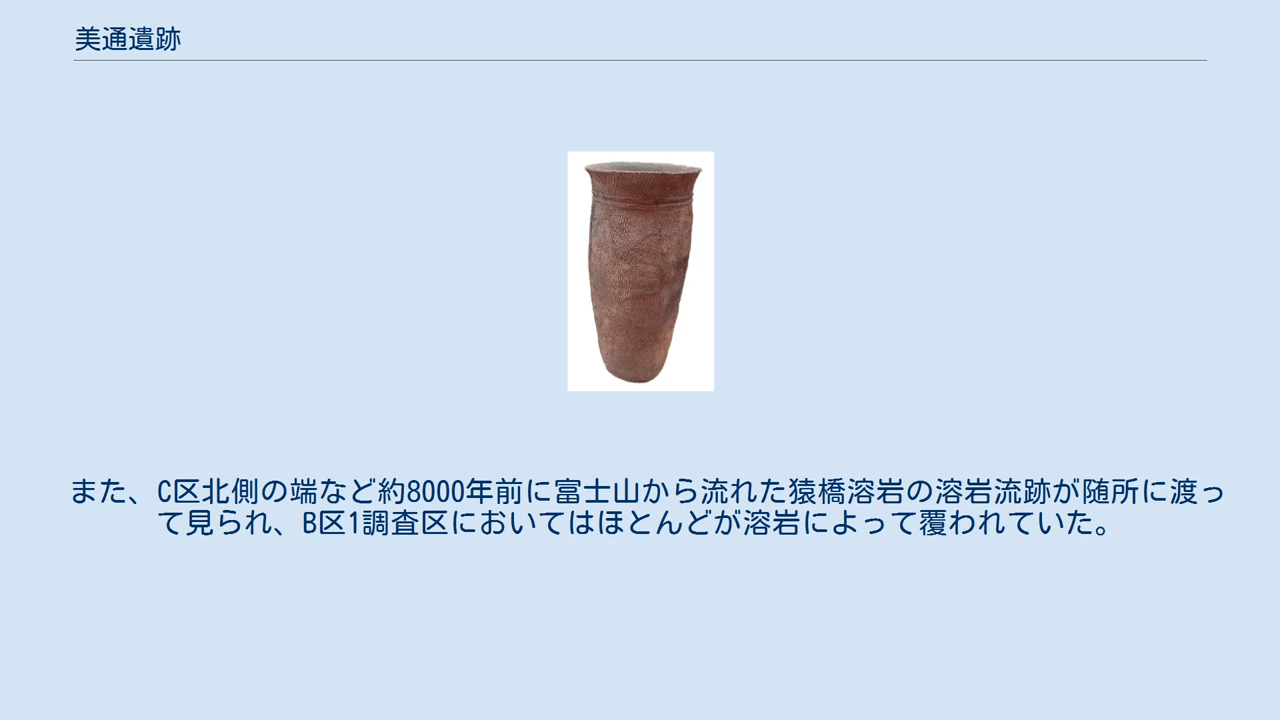 美通遺跡
また、C区北側の端など約8000年前に富士山から流れた猿橋溶岩の溶岩流跡が随所に渡っ
て見られ、B区1調査区においてはほとんどが溶岩によって覆われていた。